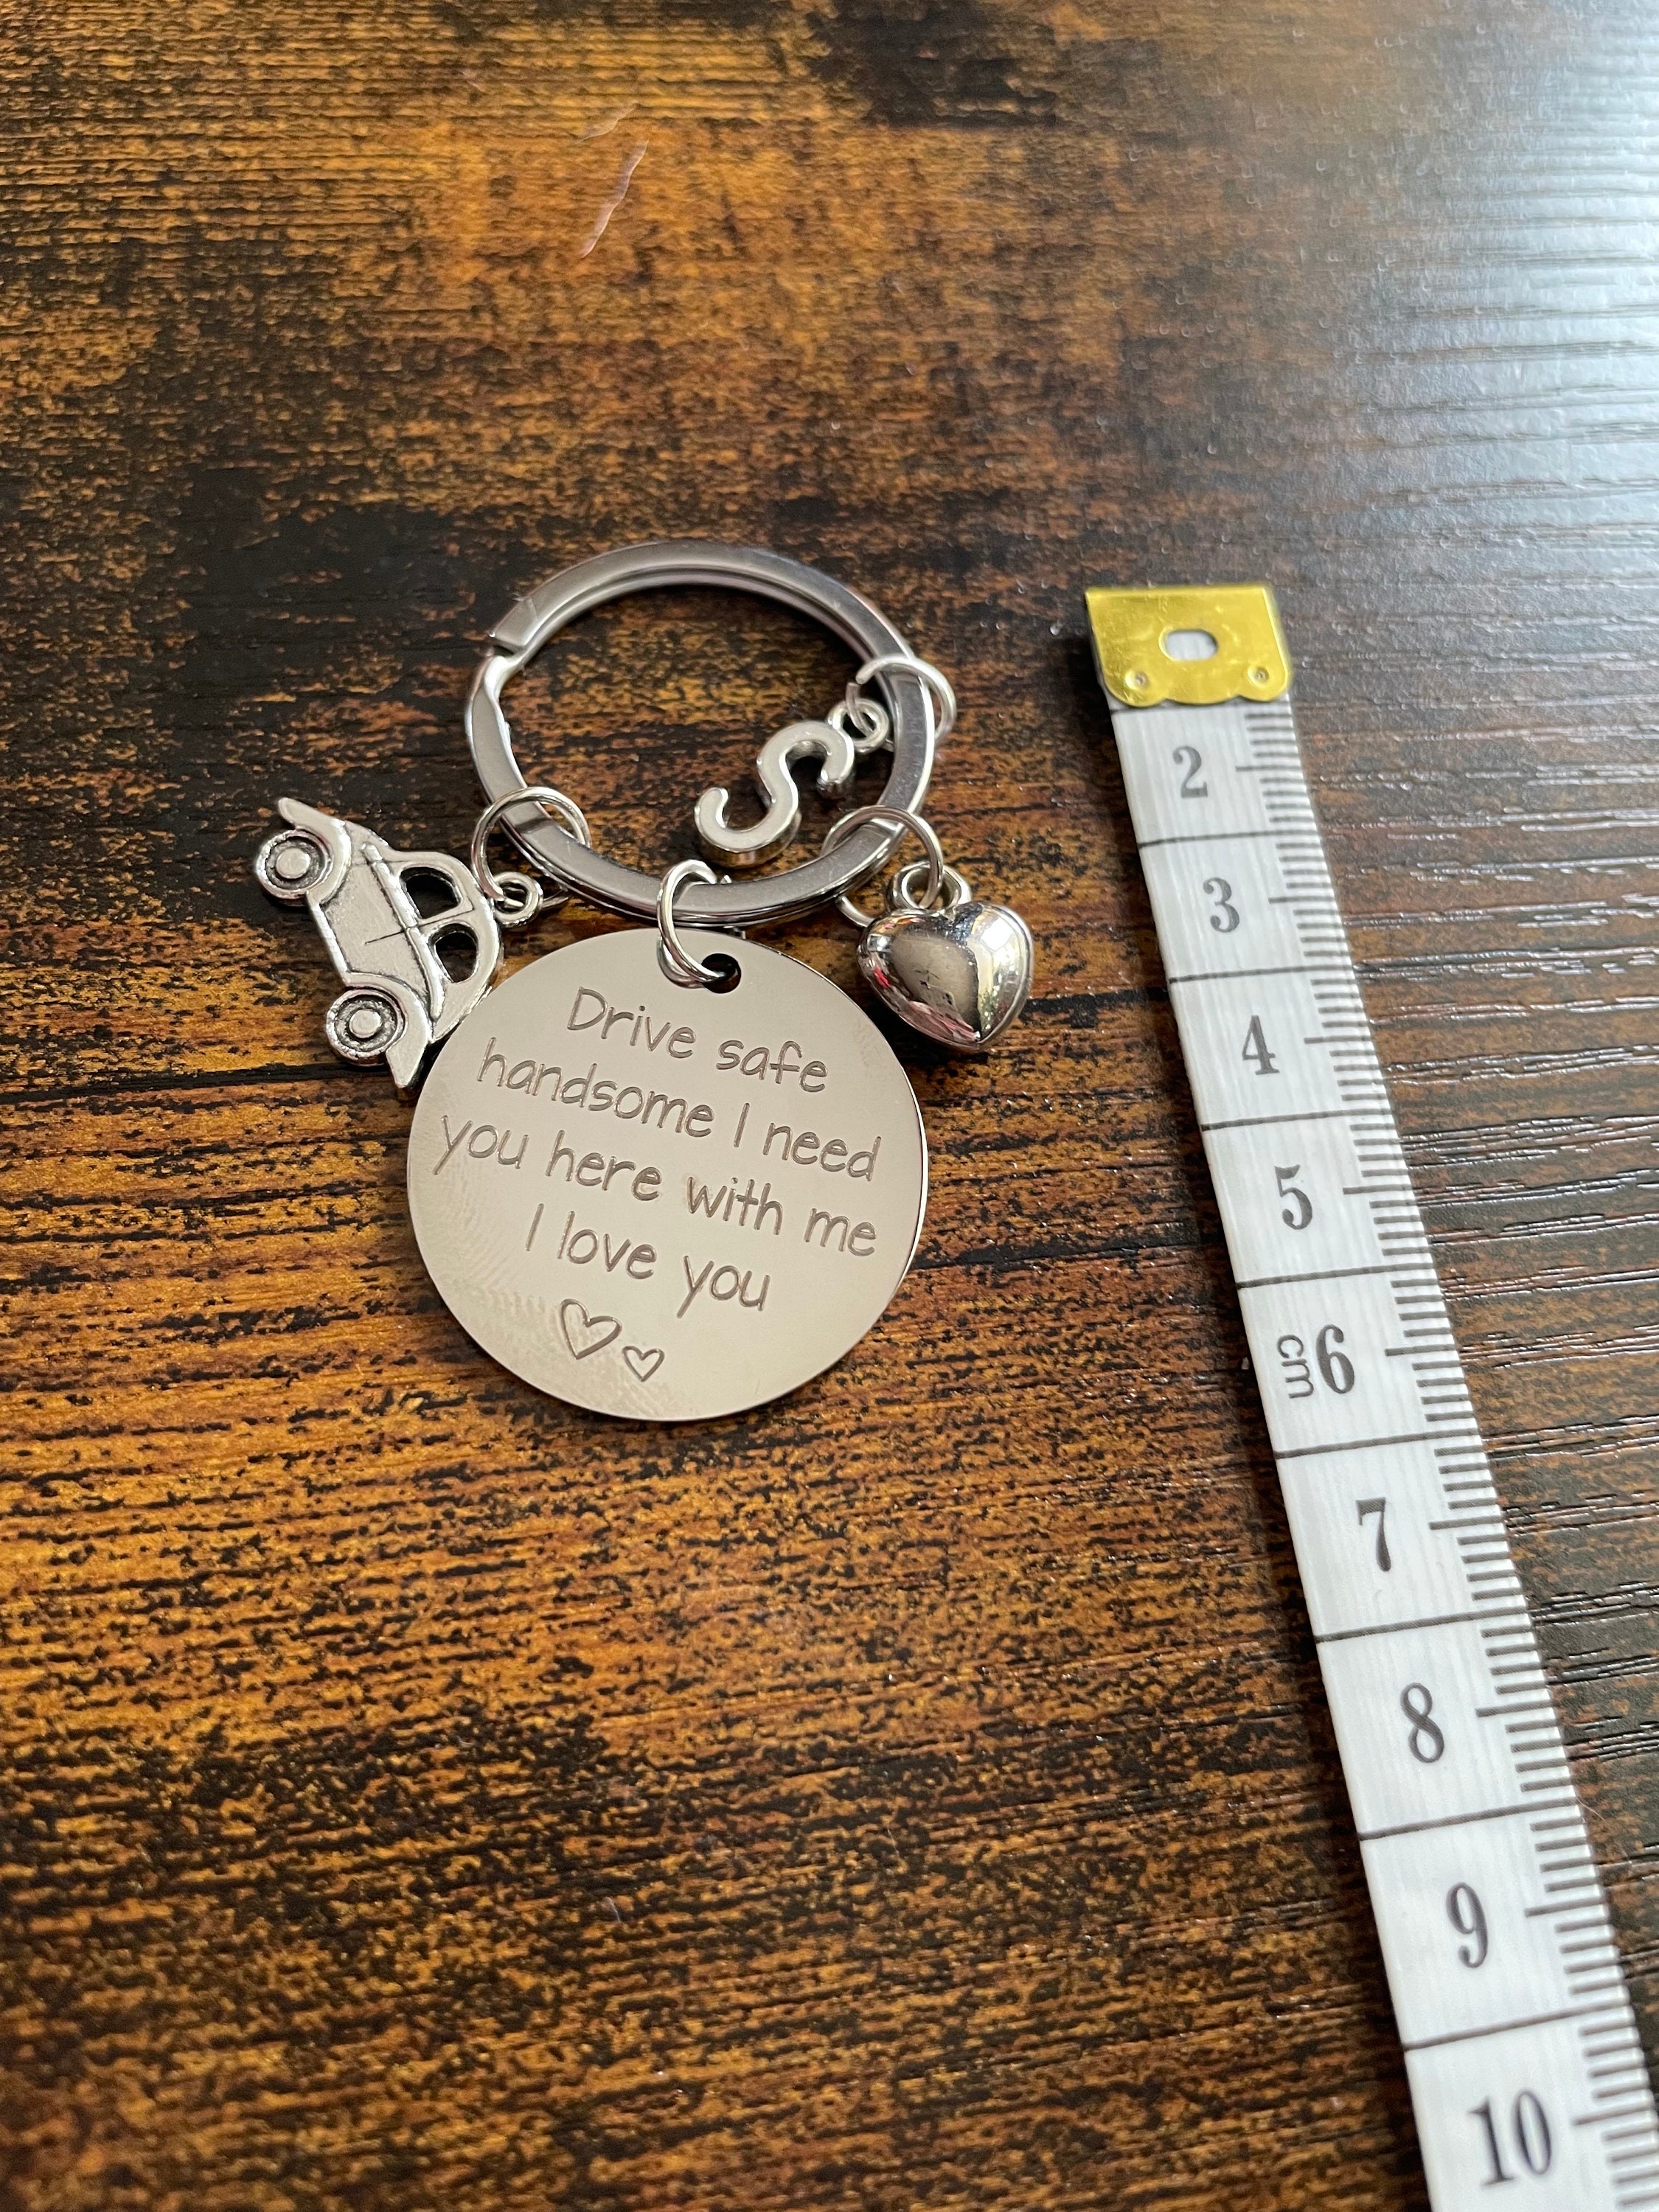 S
Drive safe
handsome I need
you here with me
I love you
2
3
4
5
cm 6
7
8
9
10